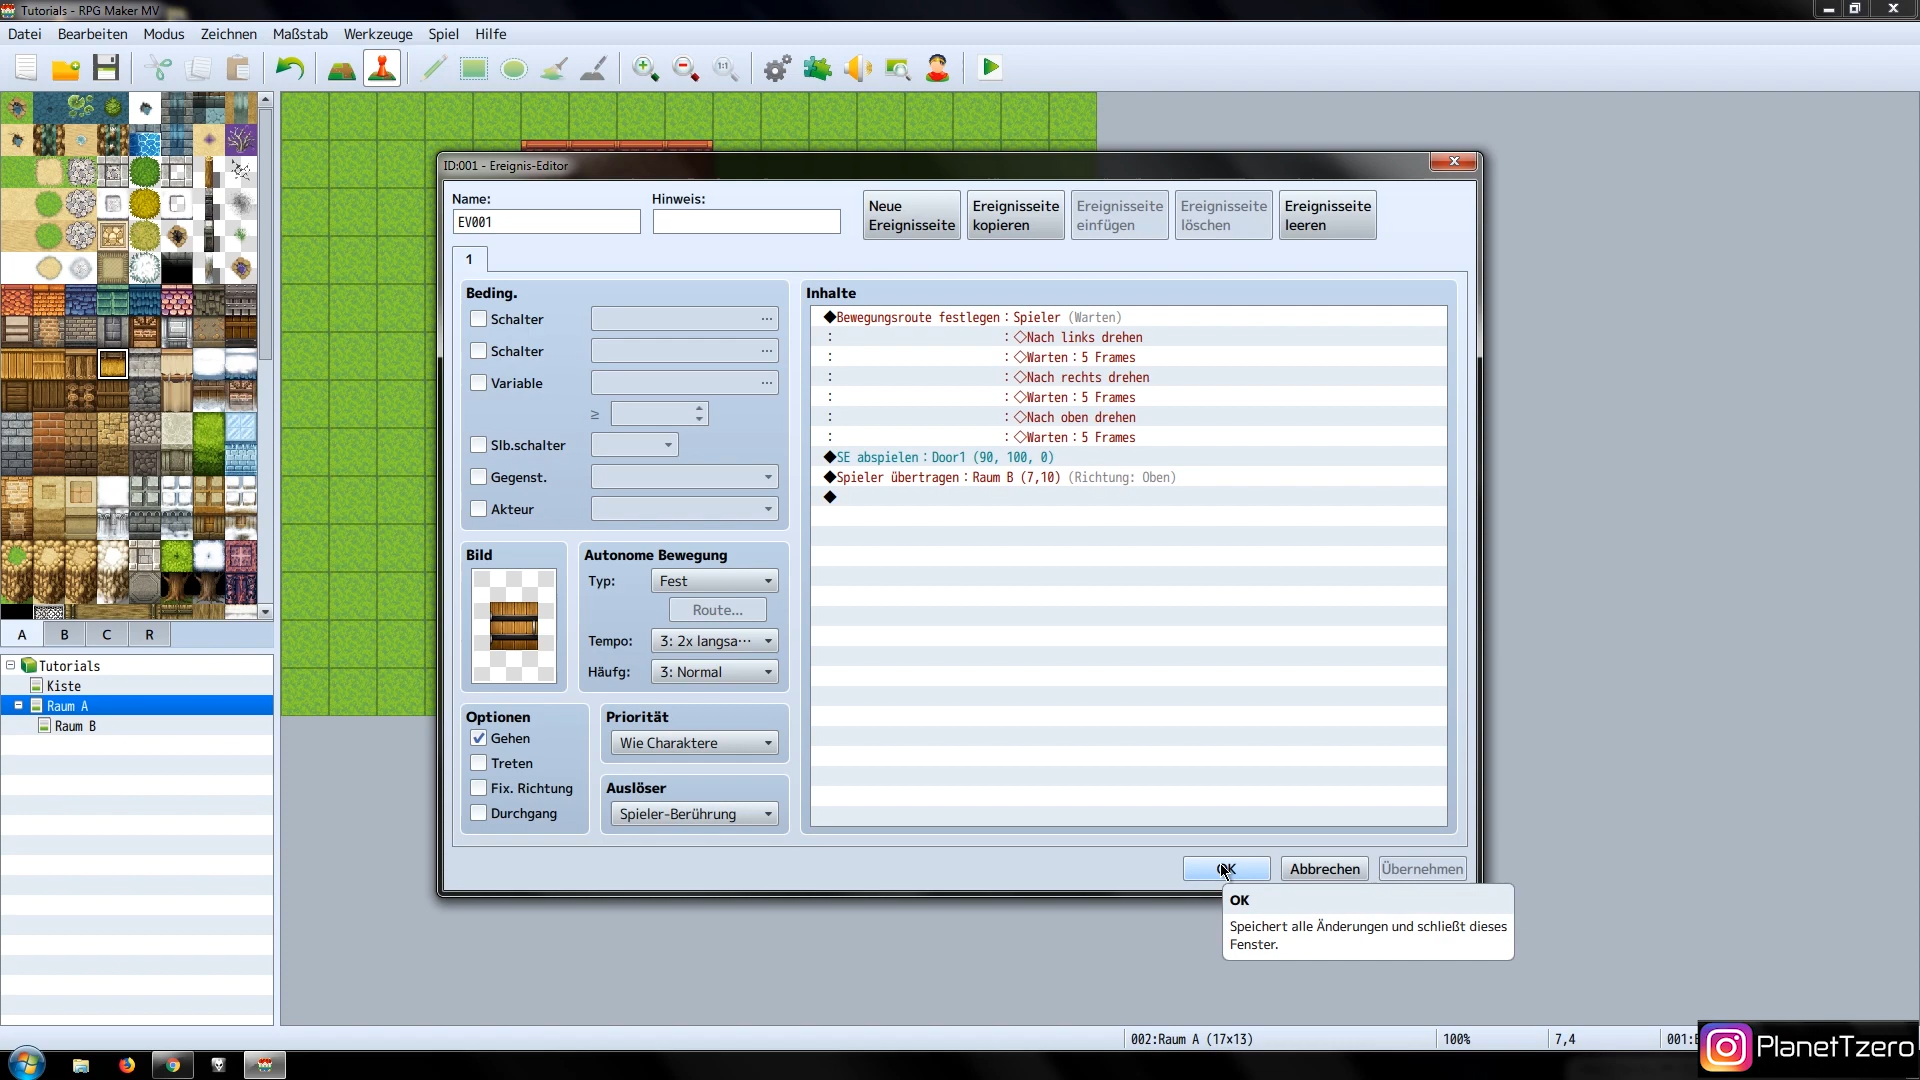 Tutorials - RPG Maker MV
Datei Bearbeiten Modus Zeichnen Maßstab Werkzeuge Spiel Hilfe
1:1
ID:001 - Ereignis-Editor
Name: Hinweis:
EV001
Neue Ereignisseite
Ereignisseite kopieren
Ereignisseite einfügen
Ereignisseite löschen
Ereignisseite leeren
1
Beding.
Schalter ...
Schalter ...
Variable ...
≥
Slb.schalter
Gegenst.
Akteur
Bild
Autonome Bewegung
Typ: Fest
Route...
Tempo: 3: 2x langsa...
Häufg: 3: Normal
Optionen
Gehen
Treten
Fix. Richtung
Durchgang
Priorität
Wie Charaktere
Auslöser
Spieler-Berührung
Inhalte
◆Bewegungsroute festlegen：Spieler (Warten)
: ：◇Nach links drehen
: ：◇Warten：5 Frames
: ：◇Nach rechts drehen
: ：◇Warten：5 Frames
: ：◇Nach oben drehen
: ：◇Warten：5 Frames
◆SE abspielen：Door1 (90, 100, 0)
◆Spieler übertragen：Raum B (7,10) (Richtung: Oben)
◆
OK Abbrechen Übernehmen
OK
Speichert alle Änderungen und schließt dieses
Fenster.
A B C R
Tutorials
Kiste
Raum A
Raum B
002:Raum A (17x13) 100% 7,4 001:E
PlanetTzero